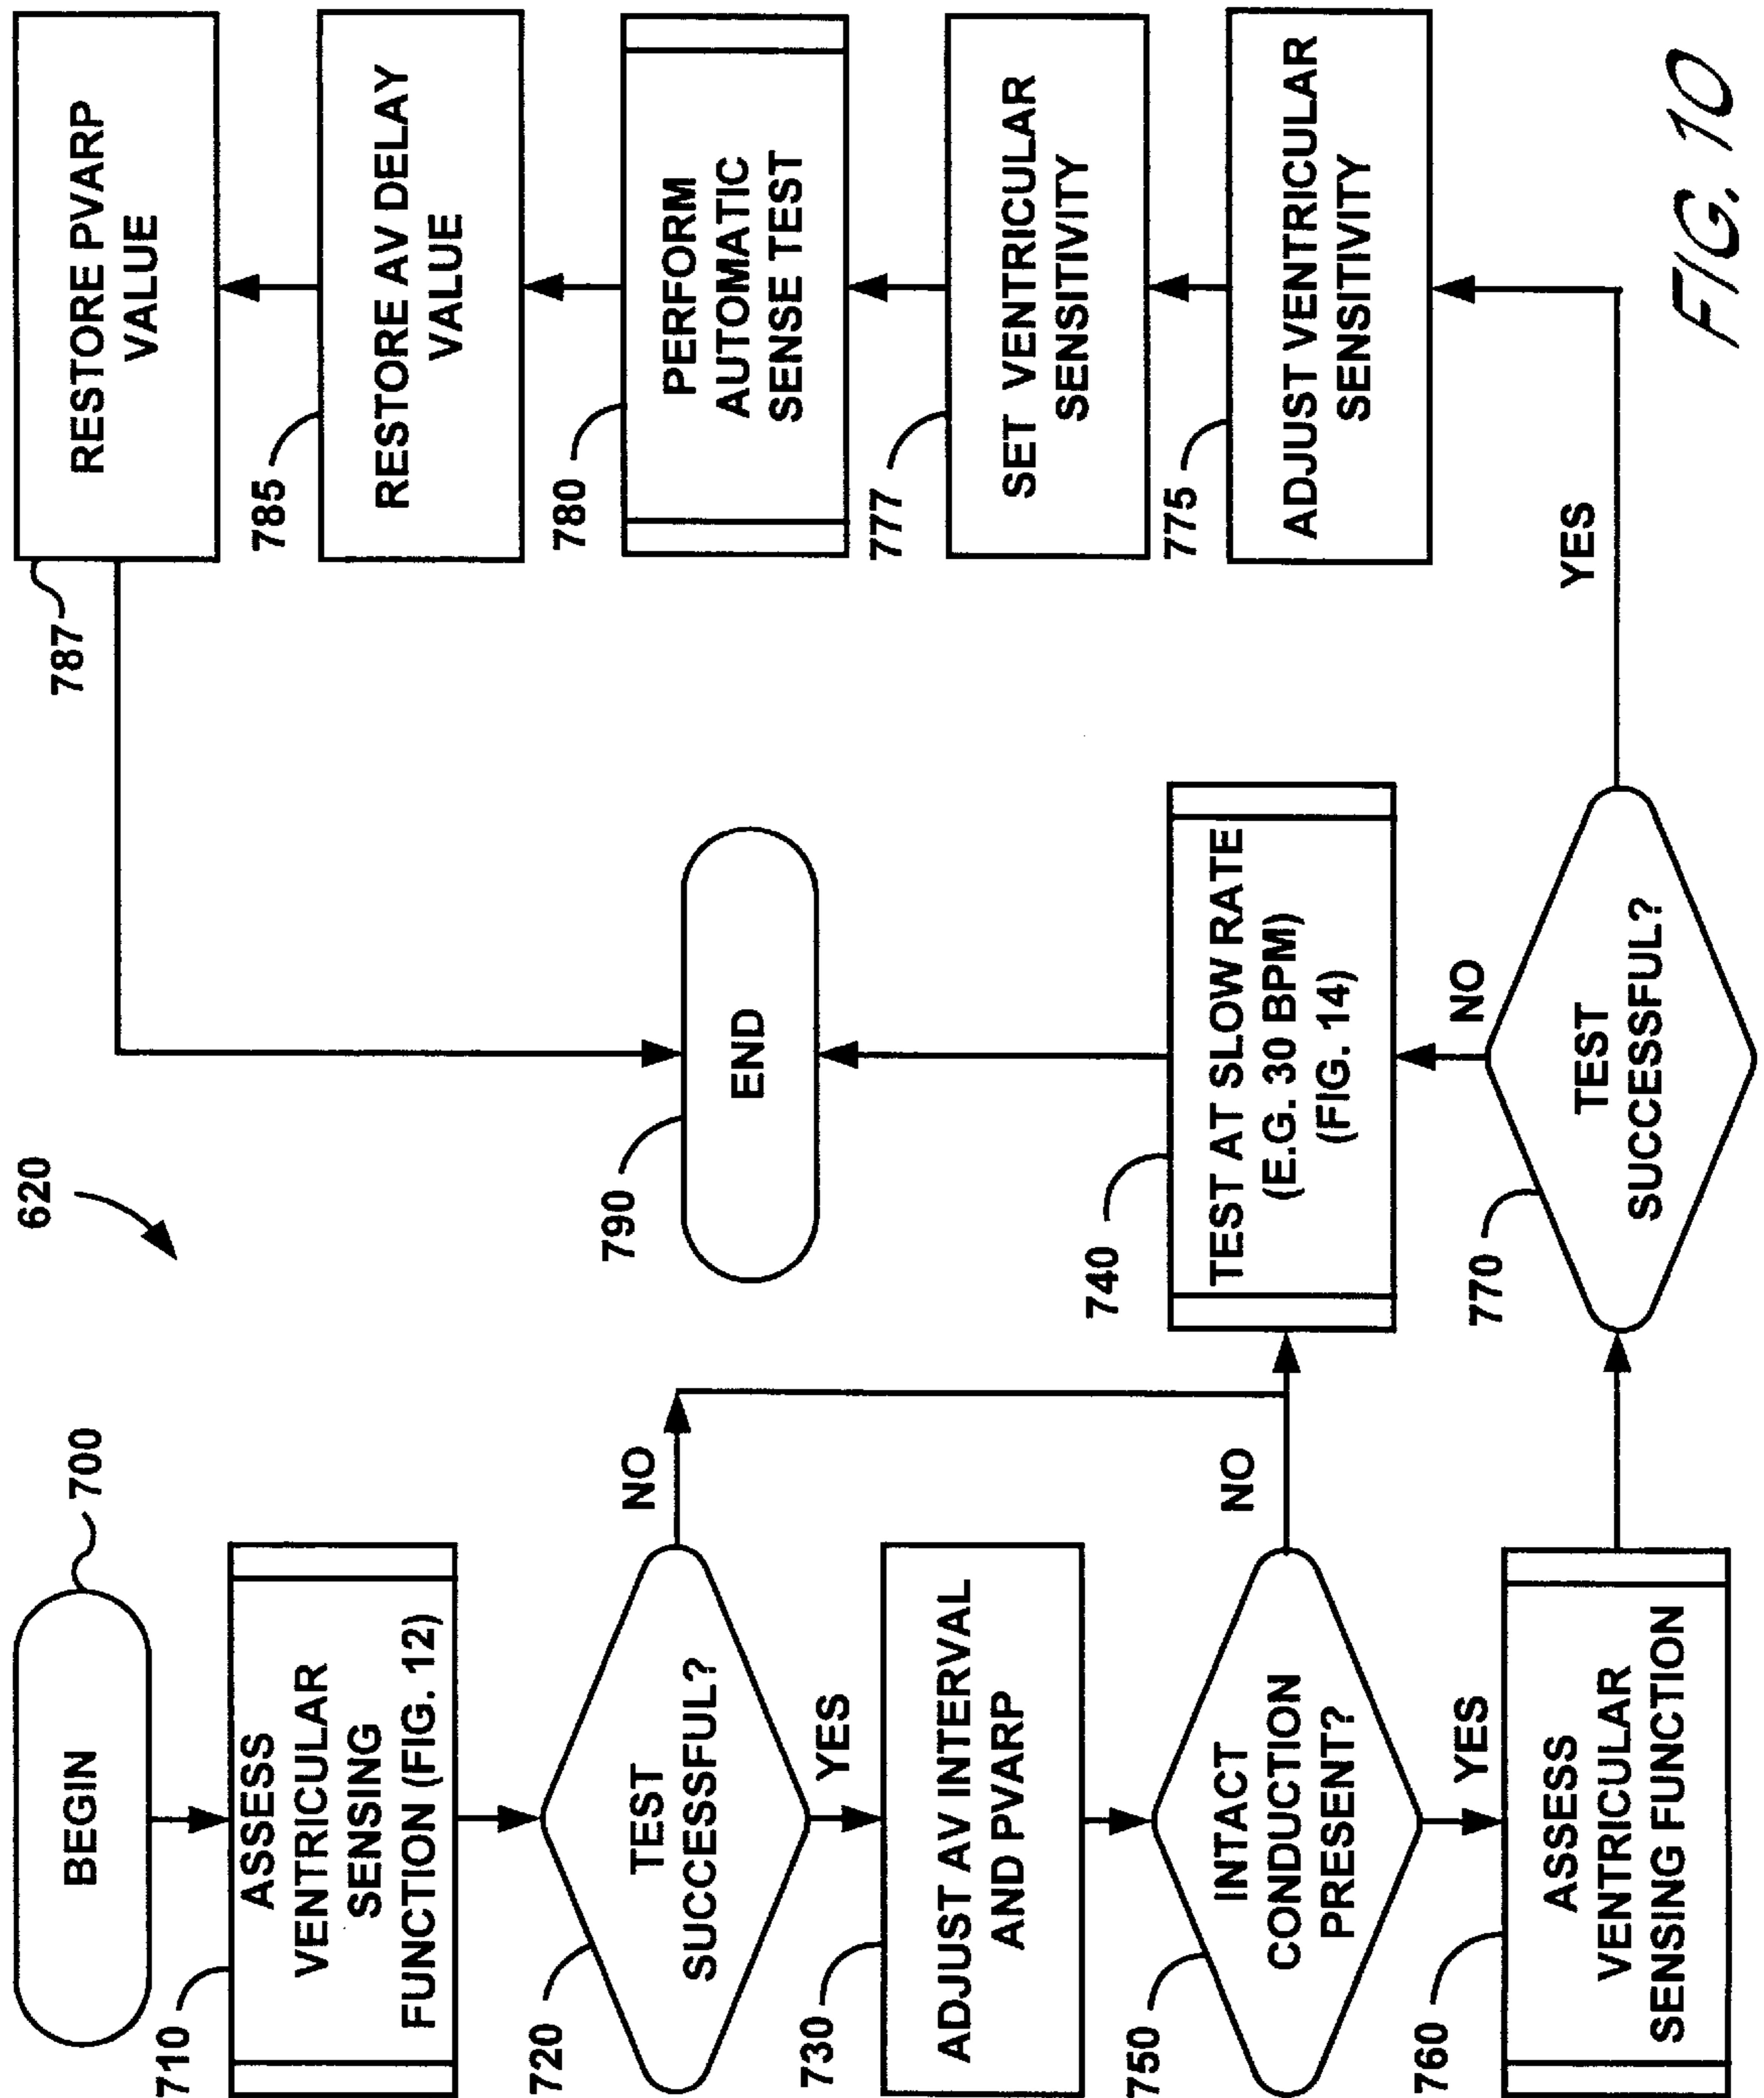 620
BEGIN
700
710
ASSESS
VENTRICULAR
SENSING
FUNCTION (FIG. 12)
720
TEST
SUCCESSFUL?
NO
YES
730
ADJUST AV INTERVAL
AND PVARP
750
INTACT
CONDUCTION
PRESENT?
NO
YES
760
ASSESS
VENTRICULAR
SENSING FUNCTION
790
END
740
TEST AT SLOW RATE
(E.G. 30 BPM)
(FIG. 14)
NO
770
TEST
SUCCESSFUL?
YES
787
RESTORE PVARP
VALUE
785
RESTORE AV DELAY
VALUE
780
PERFORM
AUTOMATIC
SENSE TEST
777
SET VENTRICULAR
SENSITIVITY
775
ADJUST VENTRICULAR
SENSITIVITY
FIG. 10